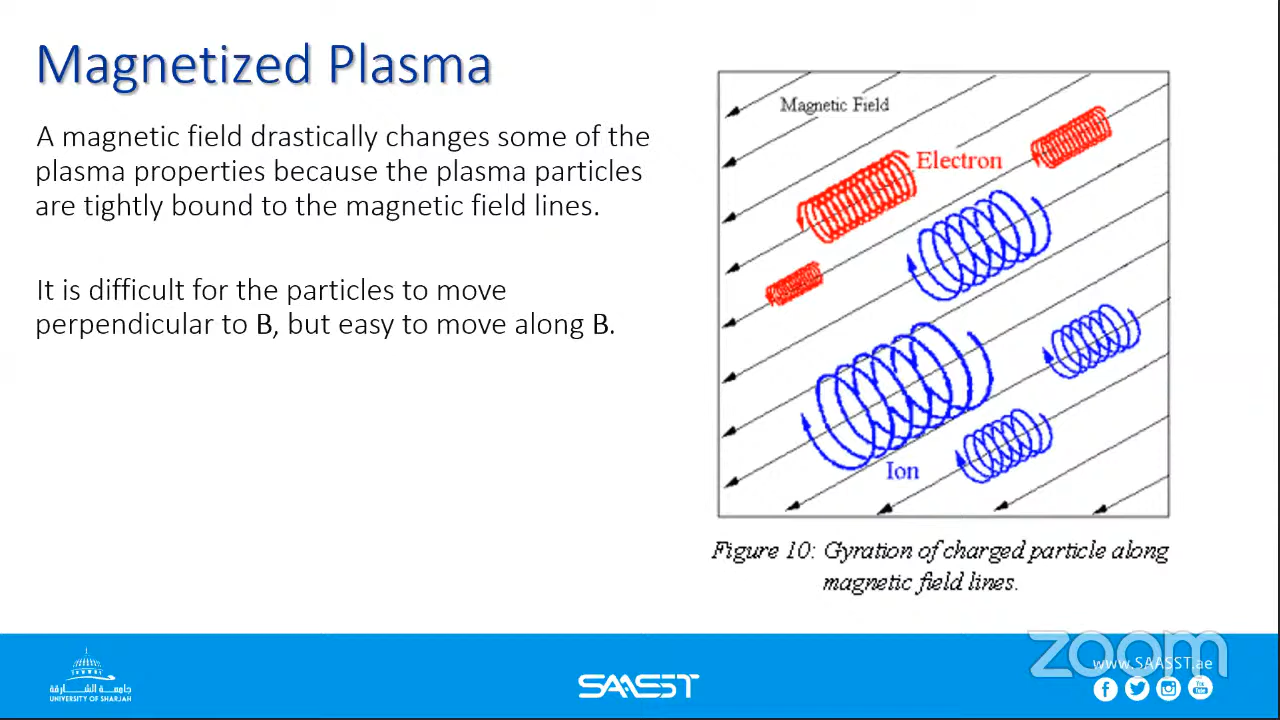 Magnetized Plasma
A magnetic field drastically changes some of the
plasma properties because the plasma particles
are tightly bound to the magnetic field lines.
It is difficult for the particles to move
perpendicular to B, but easy to move along B.
Magnetic Field
Electron
Ion
Figure 10: Gyration of charged particle along
magnetic field lines.
zoom
جامعة الشارقة
UNIVERSITY OF SHARJAH
SAASST
www.SAASST.ae